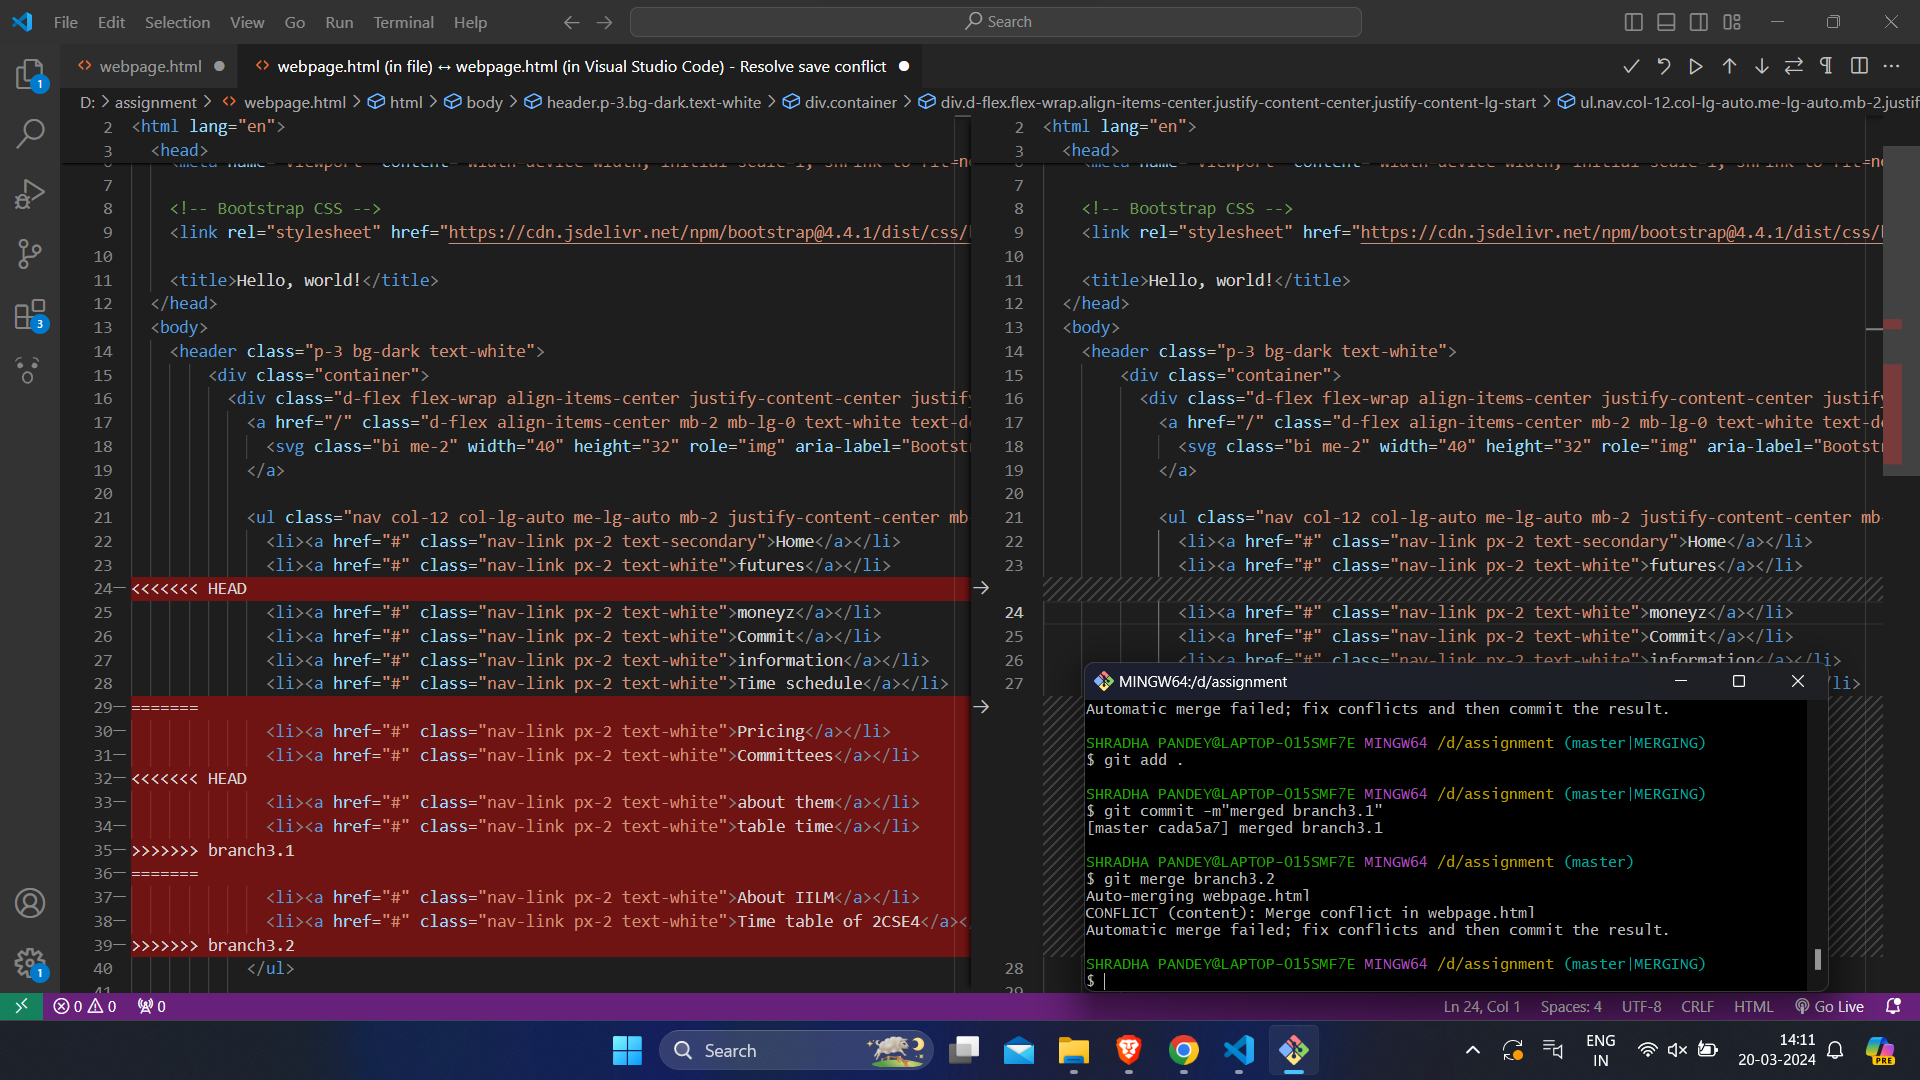 File Edit Selection View Go Run Terminal Help Search
webpage.html webpage.html (in file) ↔ webpage.html (in Visual Studio Code) - Resolve save conflict
D: > assignment > webpage.html > html > body > header.p-3.bg-dark.text-white > div.container > div.d-flex.flex-wrap.align-items-center.justify-content-center.justify-content-lg-start > ul.nav.col-12.col-lg-auto.me-lg-auto.mb-2.justif
2 <html lang="en">
3 <head>
7
8 <!-- Bootstrap CSS -->
9 <link rel="stylesheet" href="https://cdn.jsdelivr.net/npm/bootstrap@4.4.1/dist/css/
10
11 <title>Hello, world!</title>
12 </head>
13 <body>
14 <header class="p-3 bg-dark text-white">
15 <div class="container">
16 <div class="d-flex flex-wrap align-items-center justify-content-center justif
17 <a href="/" class="d-flex align-items-center mb-2 mb-lg-0 text-white text-de
18 <svg class="bi me-2" width="40" height="32" role="img" aria-label="Bootst
19 </a>
20
21 <ul class="nav col-12 col-lg-auto me-lg-auto mb-2 justify-content-center mb
22 <li><a href="#" class="nav-link px-2 text-secondary">Home</a></li>
23 <li><a href="#" class="nav-link px-2 text-white">futures</a></li>
24 <<<<<<< HEAD
25 <li><a href="#" class="nav-link px-2 text-white">moneyz</a></li>
26 <li><a href="#" class="nav-link px-2 text-white">Commit</a></li>
27 <li><a href="#" class="nav-link px-2 text-white">information</a></li>
28 <li><a href="#" class="nav-link px-2 text-white">Time schedule</a></li>
29 =======
30 <li><a href="#" class="nav-link px-2 text-white">Pricing</a></li>
31 <li><a href="#" class="nav-link px-2 text-white">Committees</a></li>
32 <<<<<<< HEAD
33 <li><a href="#" class="nav-link px-2 text-white">about them</a></li>
34 <li><a href="#" class="nav-link px-2 text-white">table time</a></li>
35 >>>>>>> branch3.1
36 =======
37 <li><a href="#" class="nav-link px-2 text-white">About IILM</a></li>
38 <li><a href="#" class="nav-link px-2 text-white">Time table of 2CSE4</a><
39 >>>>>>> branch3.2
40 </ul>
2 <html lang="en">
3 <head>
7
8 <!-- Bootstrap CSS -->
9 <link rel="stylesheet" href="https://cdn.jsdelivr.net/npm/bootstrap@4.4.1/dist/css/
10
11 <title>Hello, world!</title>
12 </head>
13 <body>
14 <header class="p-3 bg-dark text-white">
15 <div class="container">
16 <div class="d-flex flex-wrap align-items-center justify-content-center justif
17 <a href="/" class="d-flex align-items-center mb-2 mb-lg-0 text-white text-de
18 <svg class="bi me-2" width="40" height="32" role="img" aria-label="Bootst
19 </a>
20
21 <ul class="nav col-12 col-lg-auto me-lg-auto mb-2 justify-content-center mb-
22 <li><a href="#" class="nav-link px-2 text-secondary">Home</a></li>
23 <li><a href="#" class="nav-link px-2 text-white">futures</a></li>
24 <li><a href="#" class="nav-link px-2 text-white">moneyz</a></li>
25 <li><a href="#" class="nav-link px-2 text-white">Commit</a></li>
26 <li><a href="#" class="nav-link px-2 text-white">information</a></li>
27 /li>
28
MINGW64:/d/assignment
Automatic merge failed; fix conflicts and then commit the result.
SHRADHA PANDEY@LAPTOP-O15SMF7E MINGW64 /d/assignment (master|MERGING)
$ git add .
SHRADHA PANDEY@LAPTOP-O15SMF7E MINGW64 /d/assignment (master|MERGING)
$ git commit -m"merged branch3.1"
[master cada5a7] merged branch3.1
SHRADHA PANDEY@LAPTOP-O15SMF7E MINGW64 /d/assignment (master)
$ git merge branch3.2
Auto-merging webpage.html
CONFLICT (content): Merge conflict in webpage.html
Automatic merge failed; fix conflicts and then commit the result.
SHRADHA PANDEY@LAPTOP-O15SMF7E MINGW64 /d/assignment (master|MERGING)
$
1
3
1
0 0 0 Ln 24, Col 1 Spaces: 4 UTF-8 CRLF HTML Go Live
Search ENG IN 14:11 20-03-2024 PRE